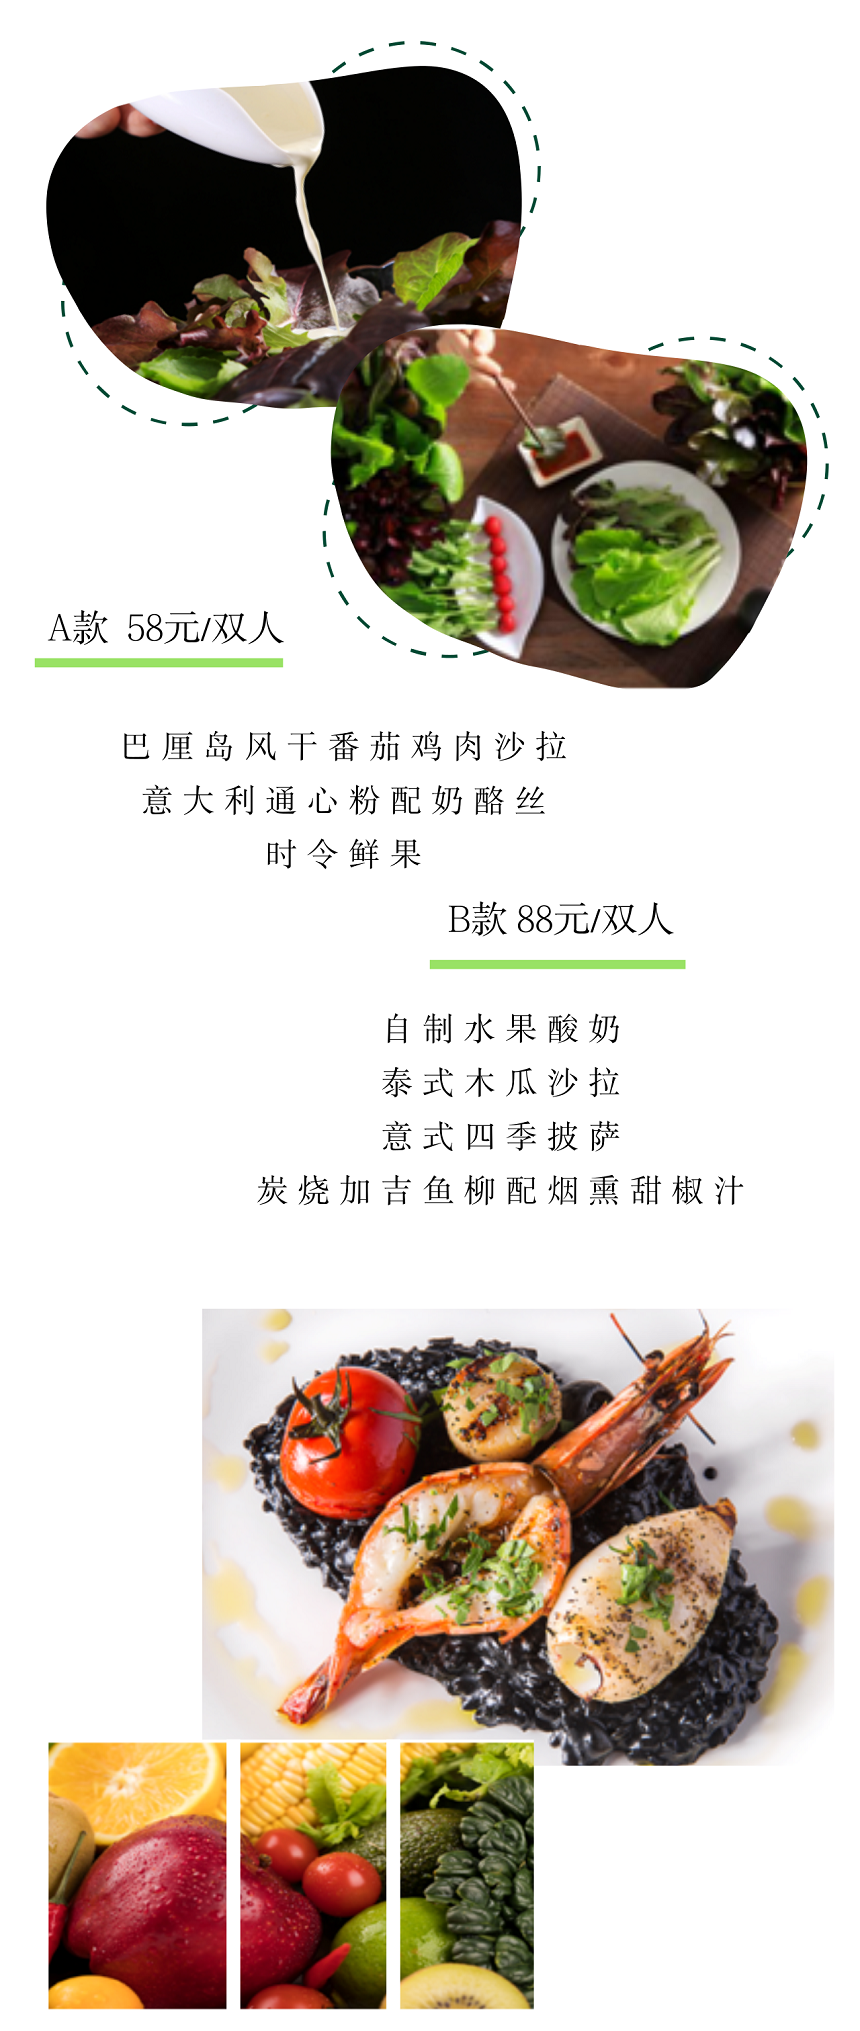 A款 58元/双人
巴厘岛风干番茄鸡肉沙拉
意大利通心粉配奶酪丝
时令鲜果
B款 88元/双人
自制水果酸奶
泰式木瓜沙拉
意式四季披萨
炭烧加吉鱼柳配烟熏甜椒汁